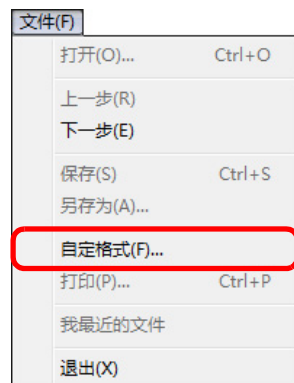 文件(F)
打开(O)... Ctrl+O
上一步(R)
下一步(E)
保存(S) Ctrl+S
另存为(A)...
自定格式(F)...
打印(P)... Ctrl+P
我最近的文件
退出(X)